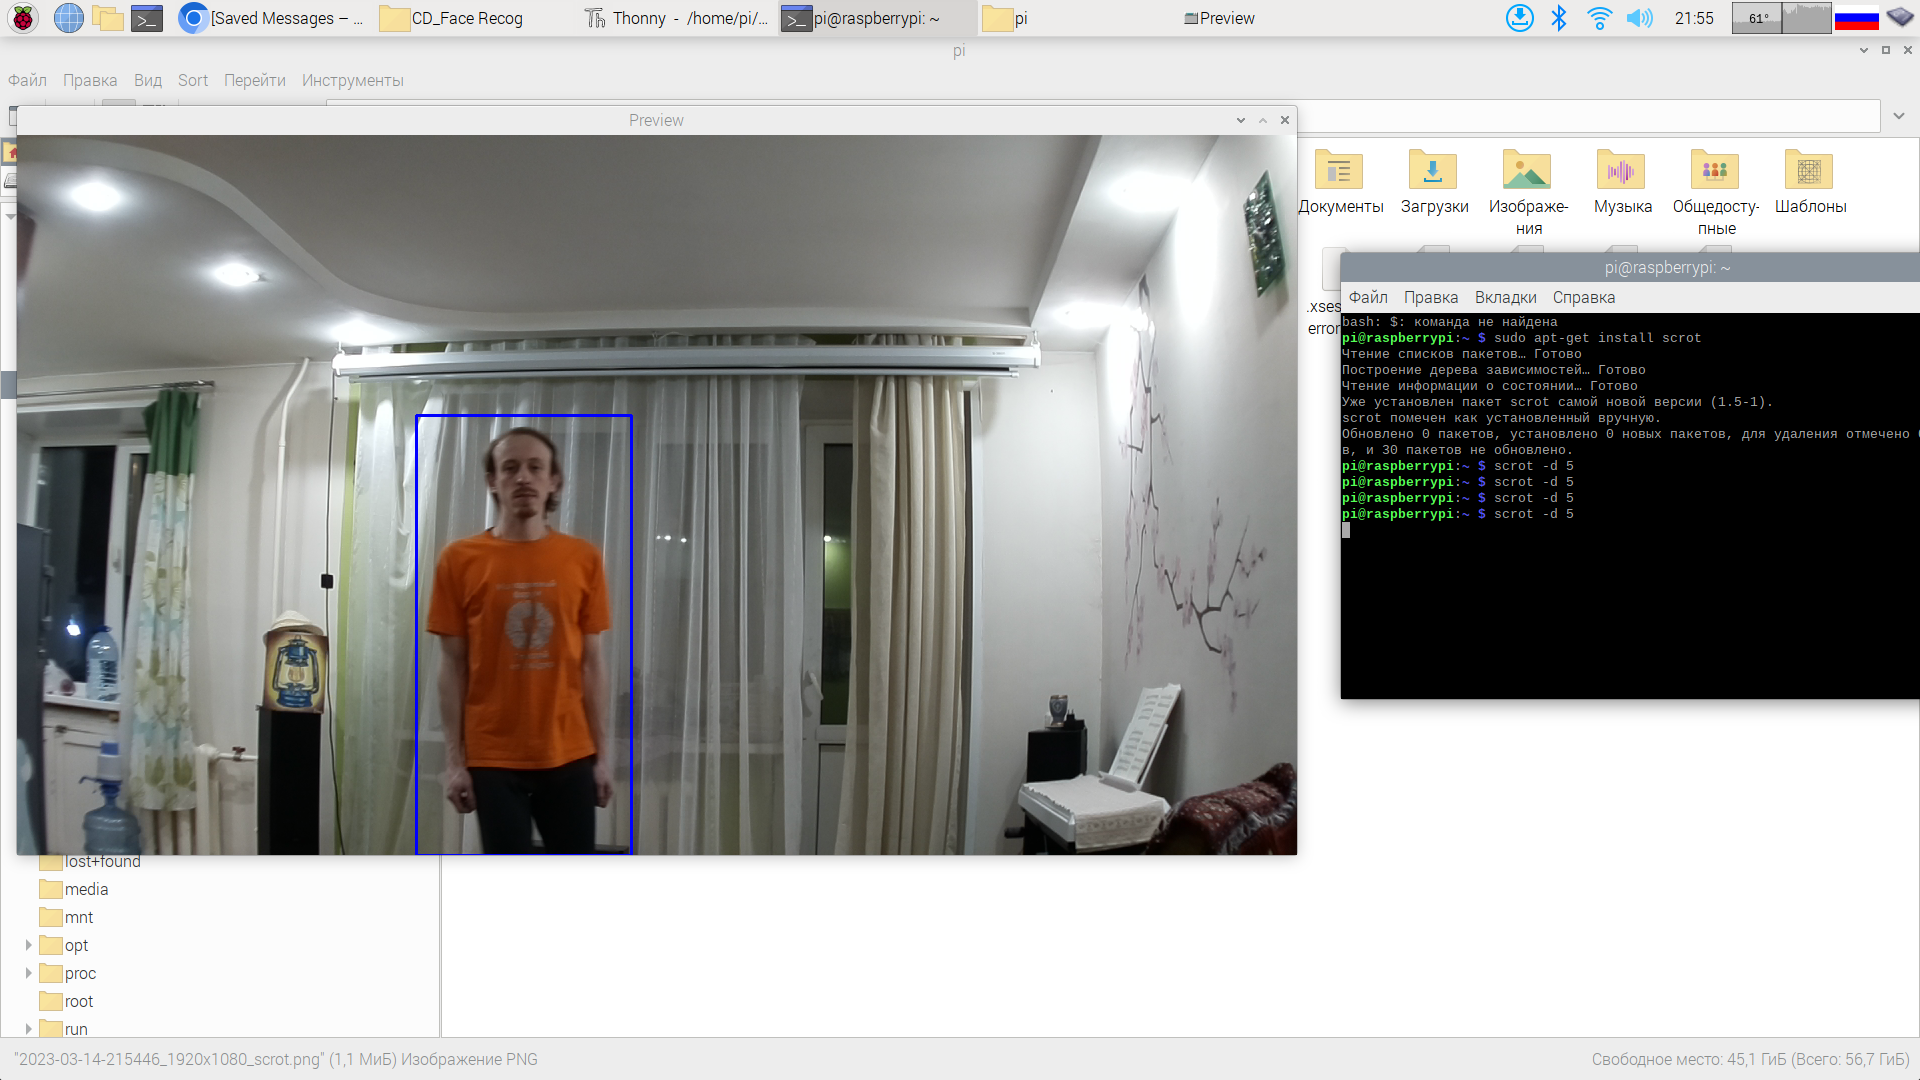 [Saved Messages – ...
CD_Face Recog
Thonny - /home/pi/...
pi@raspberrypi: ~
pi
Preview
21:55
61°
pi
Файл Правка Вид Sort Перейти Инструменты
Preview
Документы
Загрузки
Изображе-
ния
Музыка
Общедосту-
пные
Шаблоны
.xses
error
pi@raspberrypi: ~
Файл Правка Вкладки Справка
bash: $: команда не найдена
pi@raspberrypi:~ $ sudo apt-get install scrot
Чтение списков пакетов… Готово
Построение дерева зависимостей… Готово
Чтение информации о состоянии… Готово
Уже установлен пакет scrot самой новой версии (1.5-1).
scrot помечен как установленный вручную.
Обновлено 0 пакетов, установлено 0 новых пакетов, для удаления отмечено 0
в, и 30 пакетов не обновлено.
pi@raspberrypi:~ $ scrot -d 5
pi@raspberrypi:~ $ scrot -d 5
pi@raspberrypi:~ $ scrot -d 5
pi@raspberrypi:~ $ scrot -d 5
lost+found
media
mnt
opt
proc
root
run
"2023-03-14-215446_1920x1080_scrot.png" (1,1 МиБ) Изображение PNG
Свободное место: 45,1 ГиБ (Всего: 56,7 ГиБ)